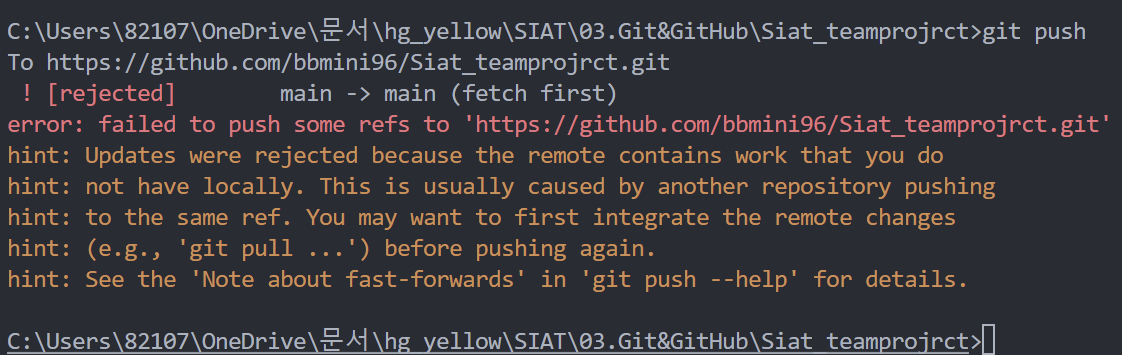 C:\Users\82107\OneDrive\문서\hg_yellow\SIAT\03.Git&GitHub\Siat_teamprojrct>git push
To https://github.com/bbmini96/Siat_teamprojrct.git
 ! [rejected]        main -> main (fetch first)
error: failed to push some refs to 'https://github.com/bbmini96/Siat_teamprojrct.git'
hint: Updates were rejected because the remote contains work that you do
hint: not have locally. This is usually caused by another repository pushing
hint: to the same ref. You may want to first integrate the remote changes
hint: (e.g., 'git pull ...') before pushing again.
hint: See the 'Note about fast-forwards' in 'git push --help' for details.
C:\Users\82107\OneDrive\문서\hg_yellow\SIAT\03.Git&GitHub\Siat_teamprojrct>